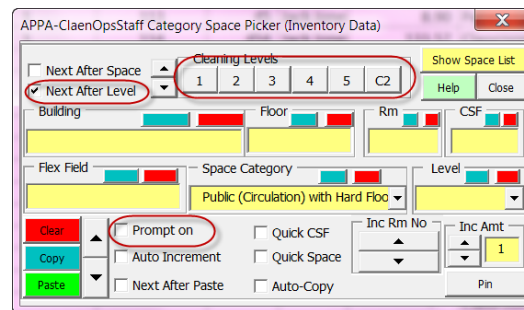 APPA-ClaenOpsStaff Category Space Picker (Inventory Data)
Next After Space
Next After Level
Cleaning Levels
1 2 3 4 5 C2
Show Space List
Help Close
Building Floor Rm CSF
Flex Field Space Category Level
Public (Circulation) with Hard Floo
Clear
Copy
Paste
Prompt on
Auto Increment
Next After Paste
Quick CSF
Quick Space
Auto-Copy
Inc Rm No
Inc Amt
1
Pin